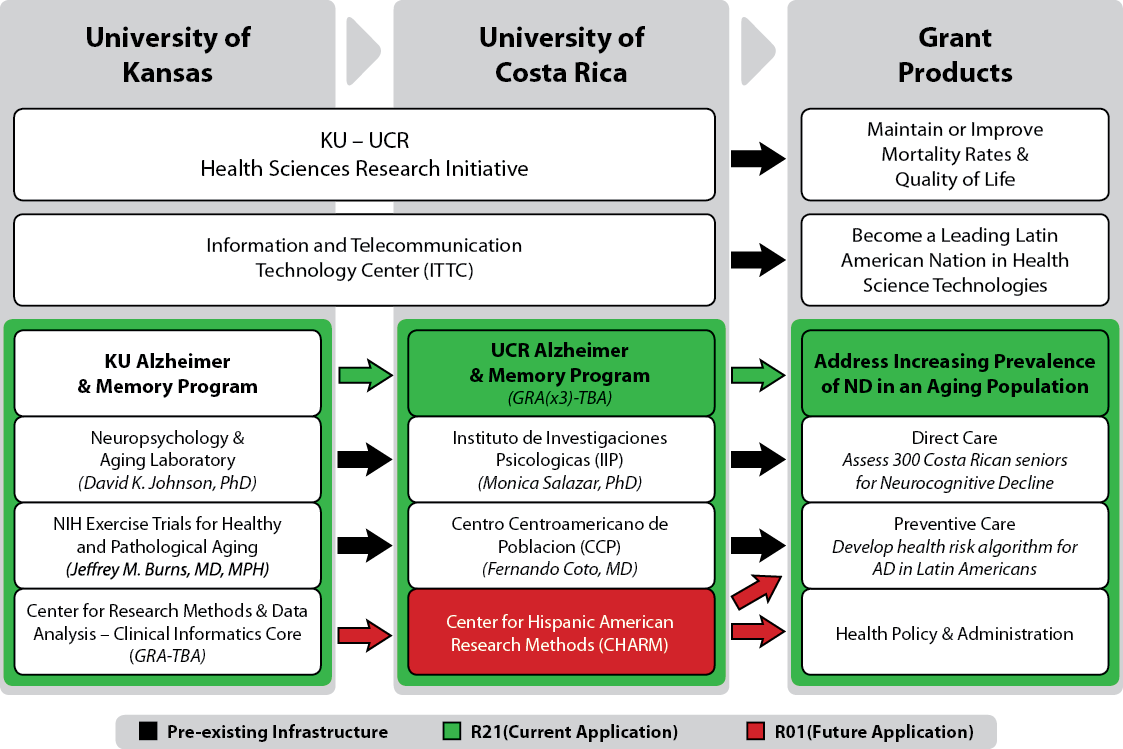 University of
Kansas
University of
Costa Rica
Grant
Products
KU – UCR
Health Sciences Research Initiative
Maintain or Improve
Mortality Rates &
Quality of Life
Information and Telecommunication
Technology Center (ITTC)
Become a Leading Latin
American Nation in Health
Science Technologies
KU Alzheimer
& Memory Program
UCR Alzheimer
& Memory Program
(GRA(x3)-TBA)
Address Increasing Prevalence
of ND in an Aging Population
Neuropsychology &
Aging Laboratory
(David K. Johnson, PhD)
Instituto de Investigaciones
Psicologicas (IIP)
(Monica Salazar, PhD)
Direct Care
Assess 300 Costa Rican seniors
for Neurocognitive Decline
NIH Exercise Trials for Healthy
and Pathological Aging
(Jeffrey M. Burns, MD, MPH)
Centro Centroamericano de
Poblacion (CCP)
(Fernando Coto, MD)
Preventive Care
Develop health risk algorithm for
AD in Latin Americans
Center for Research Methods & Data
Analysis – Clinical Informatics Core
(GRA-TBA)
Center for Hispanic American
Research Methods (CHARM)
Health Policy & Administration
Pre-existing Infrastructure
R21(Current Application)
R01(Future Application)